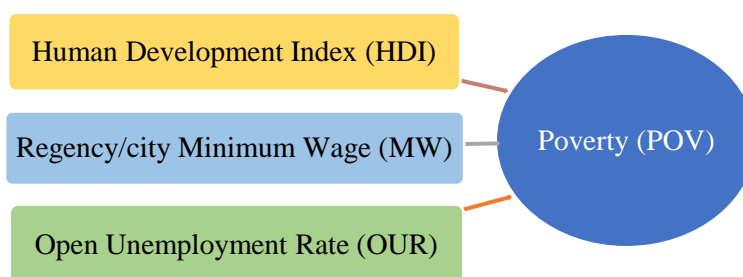 Human Development Index (HDI)
Regency/city Minimum Wage (MW)
Poverty (POV)
Open Unemployment Rate (OUR)